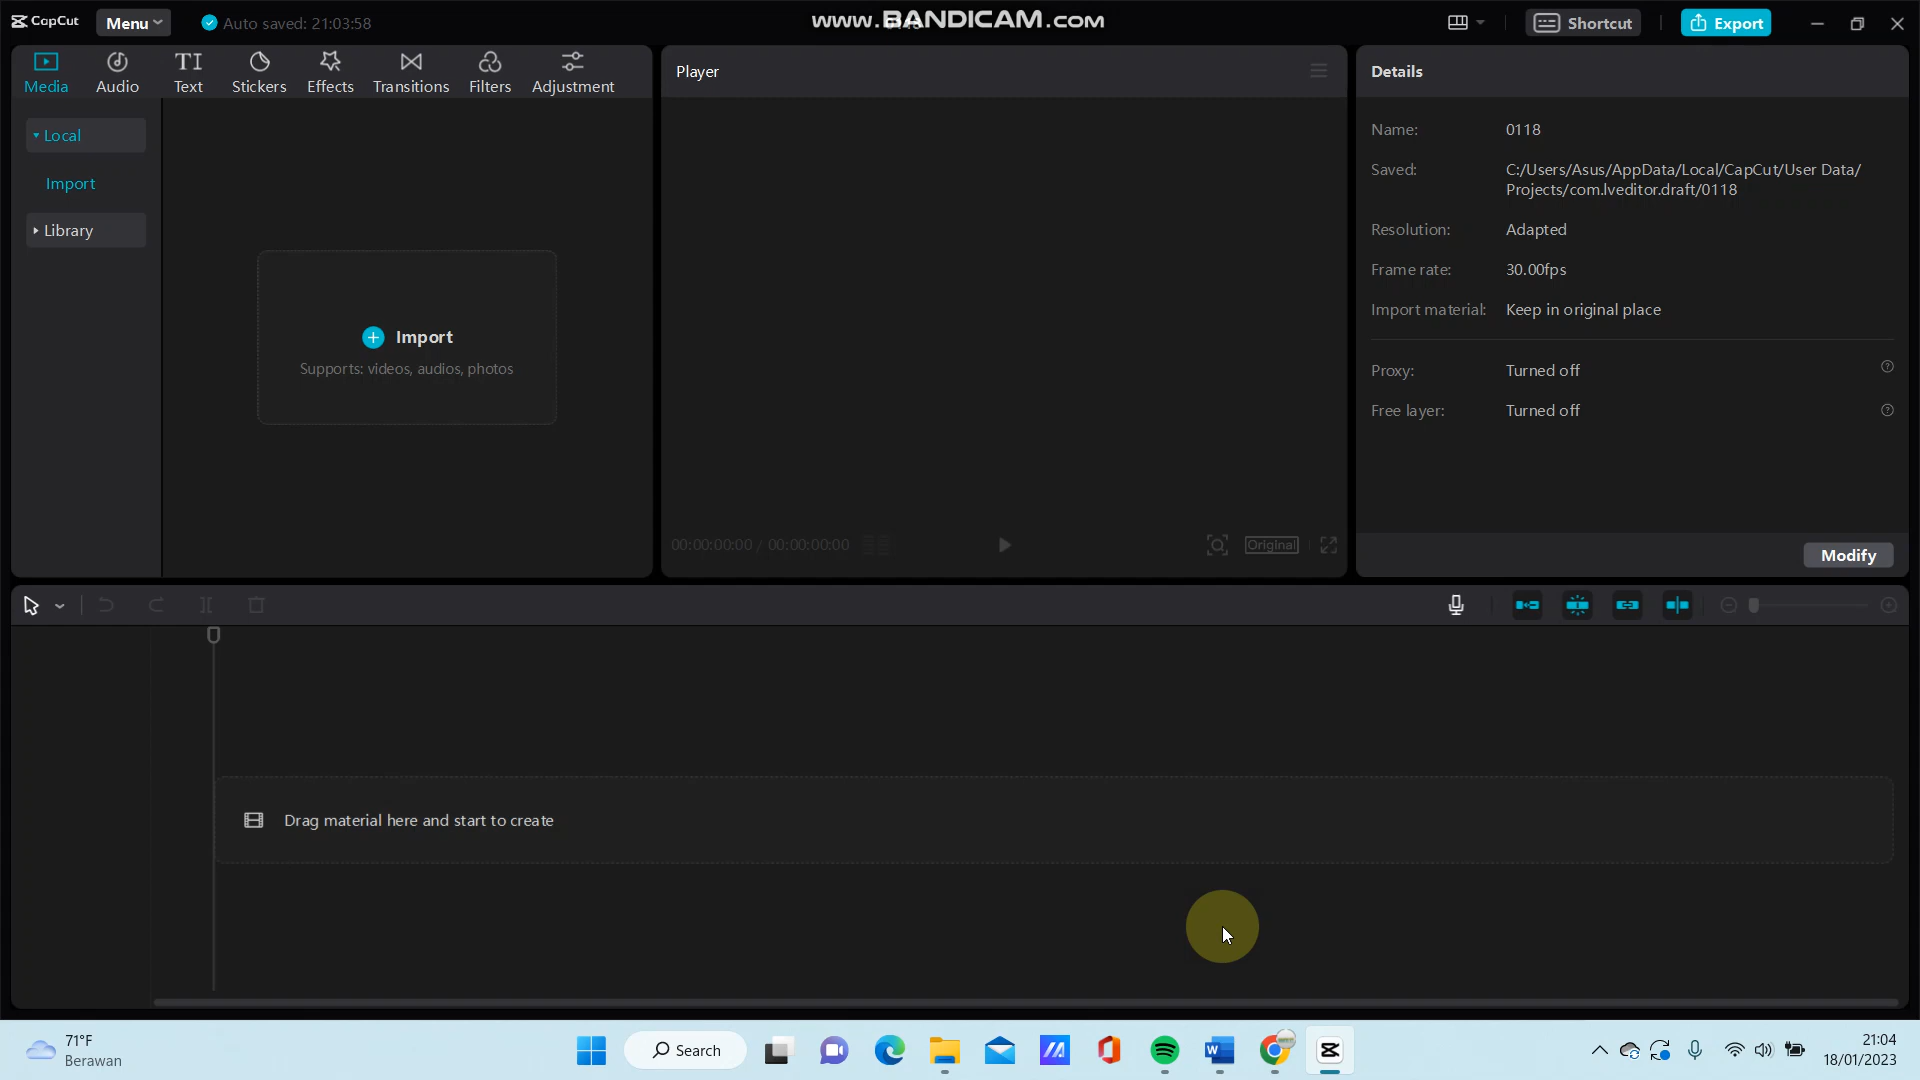 CapCut
Menu
Auto saved: 21:03:58
www.BANDICAM.com
Shortcut
Export
Media
Audio
TI
Text
Stickers
Effects
Transitions
Filters
Adjustment
Local
Import
Library
Import
Supports: videos, audios, photos
Player
00:00:00:00 / 00:00:00:00
Original
Details
Name: 0118
Saved: C:/Users/Asus/AppData/Local/CapCut/User Data/
Projects/com.lveditor.draft/0118
Resolution: Adapted
Frame rate: 30.00fps
Import material: Keep in original place
Proxy: Turned off
Free layer: Turned off
Modify
Drag material here and start to create
71°F
Berawan
Search
21:04
18/01/2023